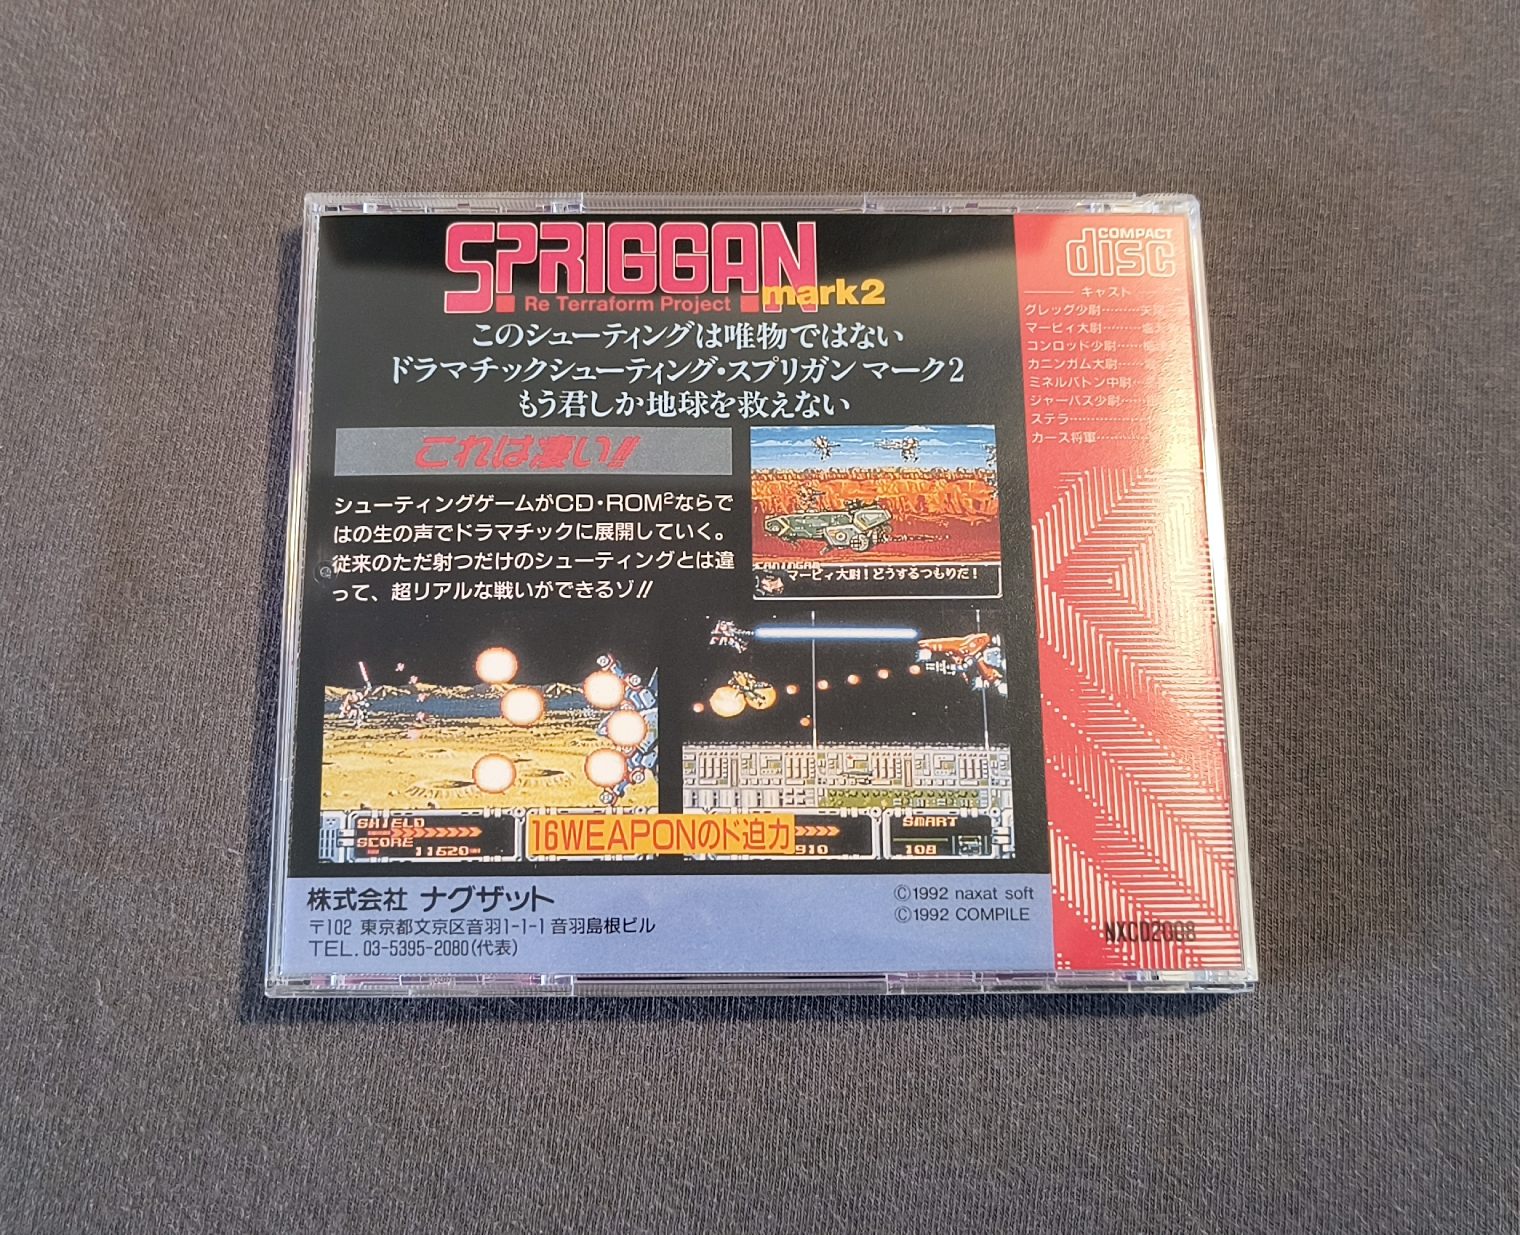 SPRIGGAN
Re Terraform Project
mark2
このシューティングは唯物ではない
ドラマチックシューティング・スプリガン マーク2
もう君しか地球を救えない
これは凄い!!
シューティングゲームがCD・ROM²ならで
はの生の声でドラマチックに展開していく。
従来のただ射つだけのシューティングとは違
って、超リアルな戦いができるゾ!!
CANINGAM
マービィ大尉！どうするつもりだ！
SHIELD
SCORE
11620
16WEAPONのド迫力
910
SMART
108
株式会社 ナグザット
〒102 東京都文京区音羽1-1-1 音羽島根ビル
TEL.03-5395-2080(代表)
©1992 naxat soft
©1992 COMPILE
COMPACT
disc
キャスト
グレッグ少尉
マービィ大尉
コンロッド少尉
カニンガム大尉
ミネルバトン中尉
ジャーバス少尉
ステラ
カース将軍
NXCD2008